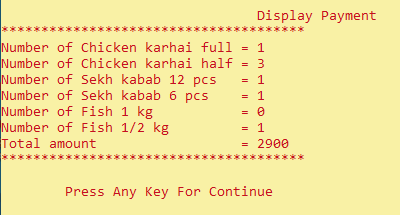 Display Payment
**************************************
Number of Chicken karhai full = 1
Number of Chicken karhai half = 3
Number of Sekh kabab 12 pcs   = 1
Number of Sekh kabab 6 pcs    = 1
Number of Fish 1 kg           = 0
Number of Fish 1/2 kg         = 1
Total amount                  = 2900
**************************************
Press Any Key For Continue